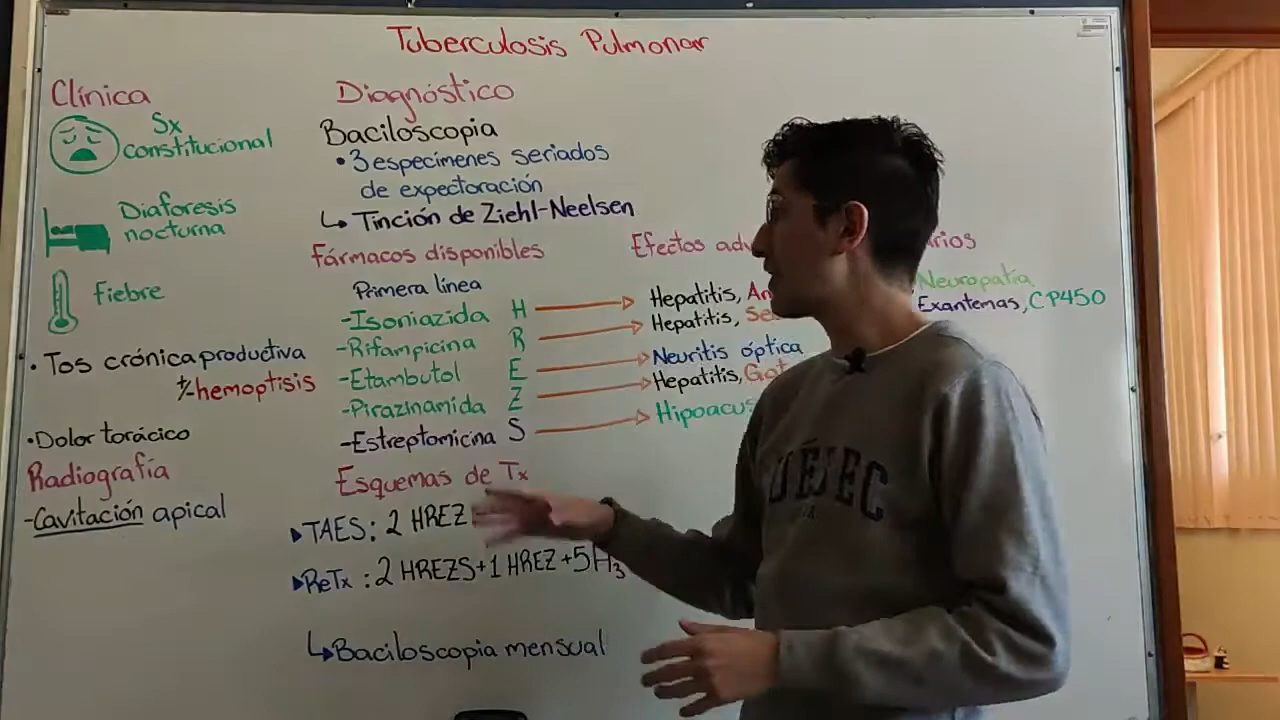 Tuberculosis Pulmonar
Clínica
Sx
constitucional
Diaforesis
nocturna
Fiebre
• Tos crónica productiva
+/- hemoptisis
• Dolor torácico
Radiografía
- Cavitación apical
Diagnóstico
Baciloscopia
• 3 especímenes seriados
de expectoración
↳ Tinción de Ziehl-Neelsen
Fármacos disponibles
Primera línea
- Isoniazida H
- Rifampicina R
- Etambutol E
- Pirazinamida Z
- Estreptomicina S
Efectos
Hepatitis, Neuropatía
Hepatitis, Exantemas, CP450
Neuritis óptica
Hepatitis,
Esquemas de Tx
TAES: 2 HREZ
ReTx: 2 HREZS+1 HREZ+5H3
↳ Baciloscopia mensual